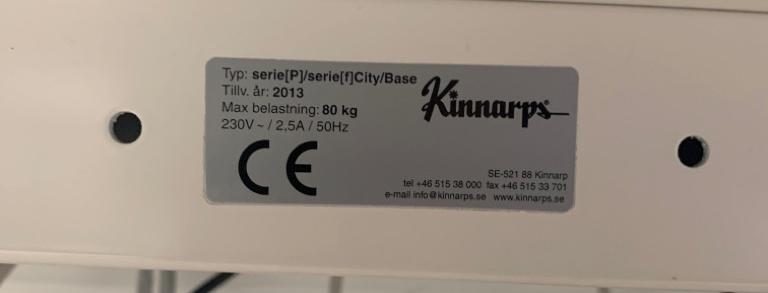 Typ: serie[P]/serie[f]City/Base
Tillv. år: 2013
Max belastning: 80 kg
230V ~ / 2,5A / 50Hz
Kinnarps
CE
SE-521 88 Kinnarp
tel +46 515 38 000 fax +46 515 33 701
e-mail info@kinnarps.se www.kinnarps.se